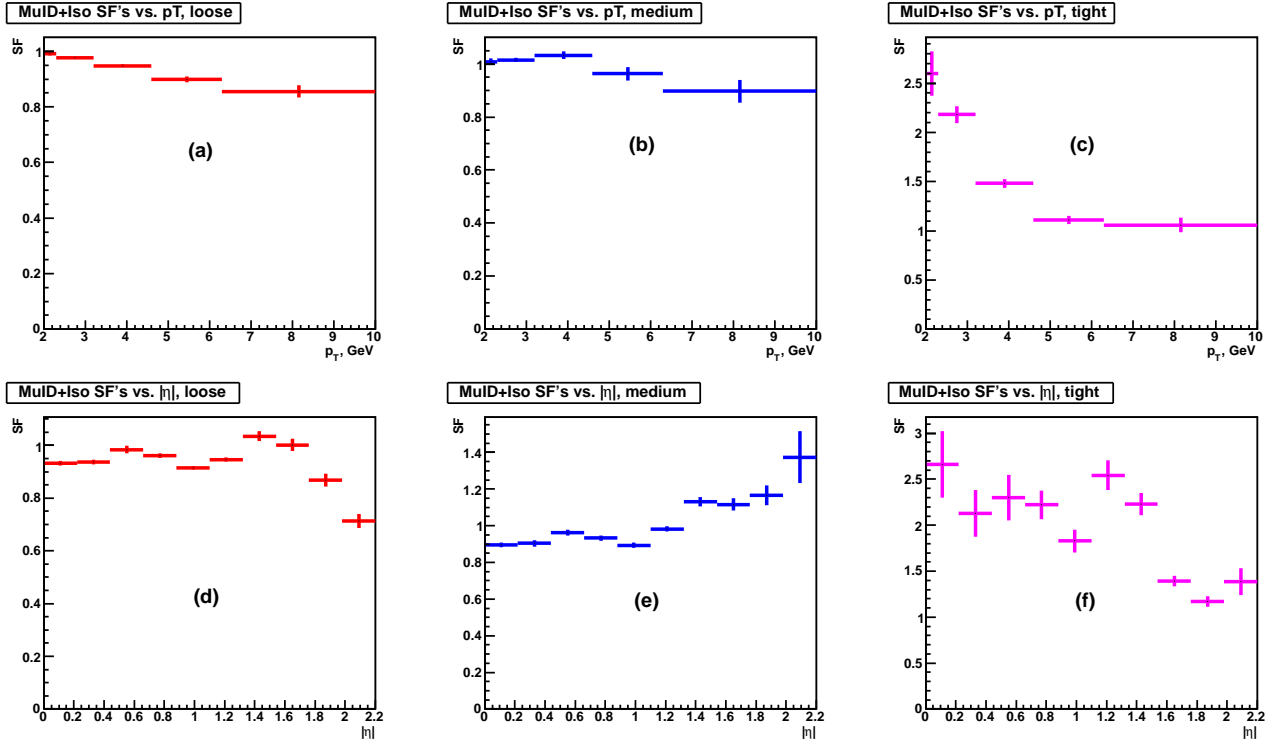 MuID+Iso SF's vs. pT, loose
SF
1
0.8
0.6
0.4
0.2
0
(a)
2 3 4 5 6 7 8 9 10
p_T, GeV
MuID+Iso SF's vs. pT, medium
SF
1
0.8
0.6
0.4
0.2
0
(b)
2 3 4 5 6 7 8 9 10
p_T, GeV
MuID+Iso SF's vs. pT, tight
SF
2.5
2
1.5
1
0.5
0
(c)
2 3 4 5 6 7 8 9 10
p_T, GeV
MuID+Iso SF's vs. |η|, loose
SF
1
0.8
0.6
0.4
0.2
0
(d)
0 0.2 0.4 0.6 0.8 1 1.2 1.4 1.6 1.8 2 2.2
|η|
MuID+Iso SF's vs. |η|, medium
SF
1.4
1.2
1
0.8
0.6
0.4
0.2
0
(e)
0 0.2 0.4 0.6 0.8 1 1.2 1.4 1.6 1.8 2 2.2
|η|
MuID+Iso SF's vs. |η|, tight
SF
3
2.5
2
1.5
1
0.5
0
(f)
0 0.2 0.4 0.6 0.8 1 1.2 1.4 1.6 1.8 2 2.2
|η|